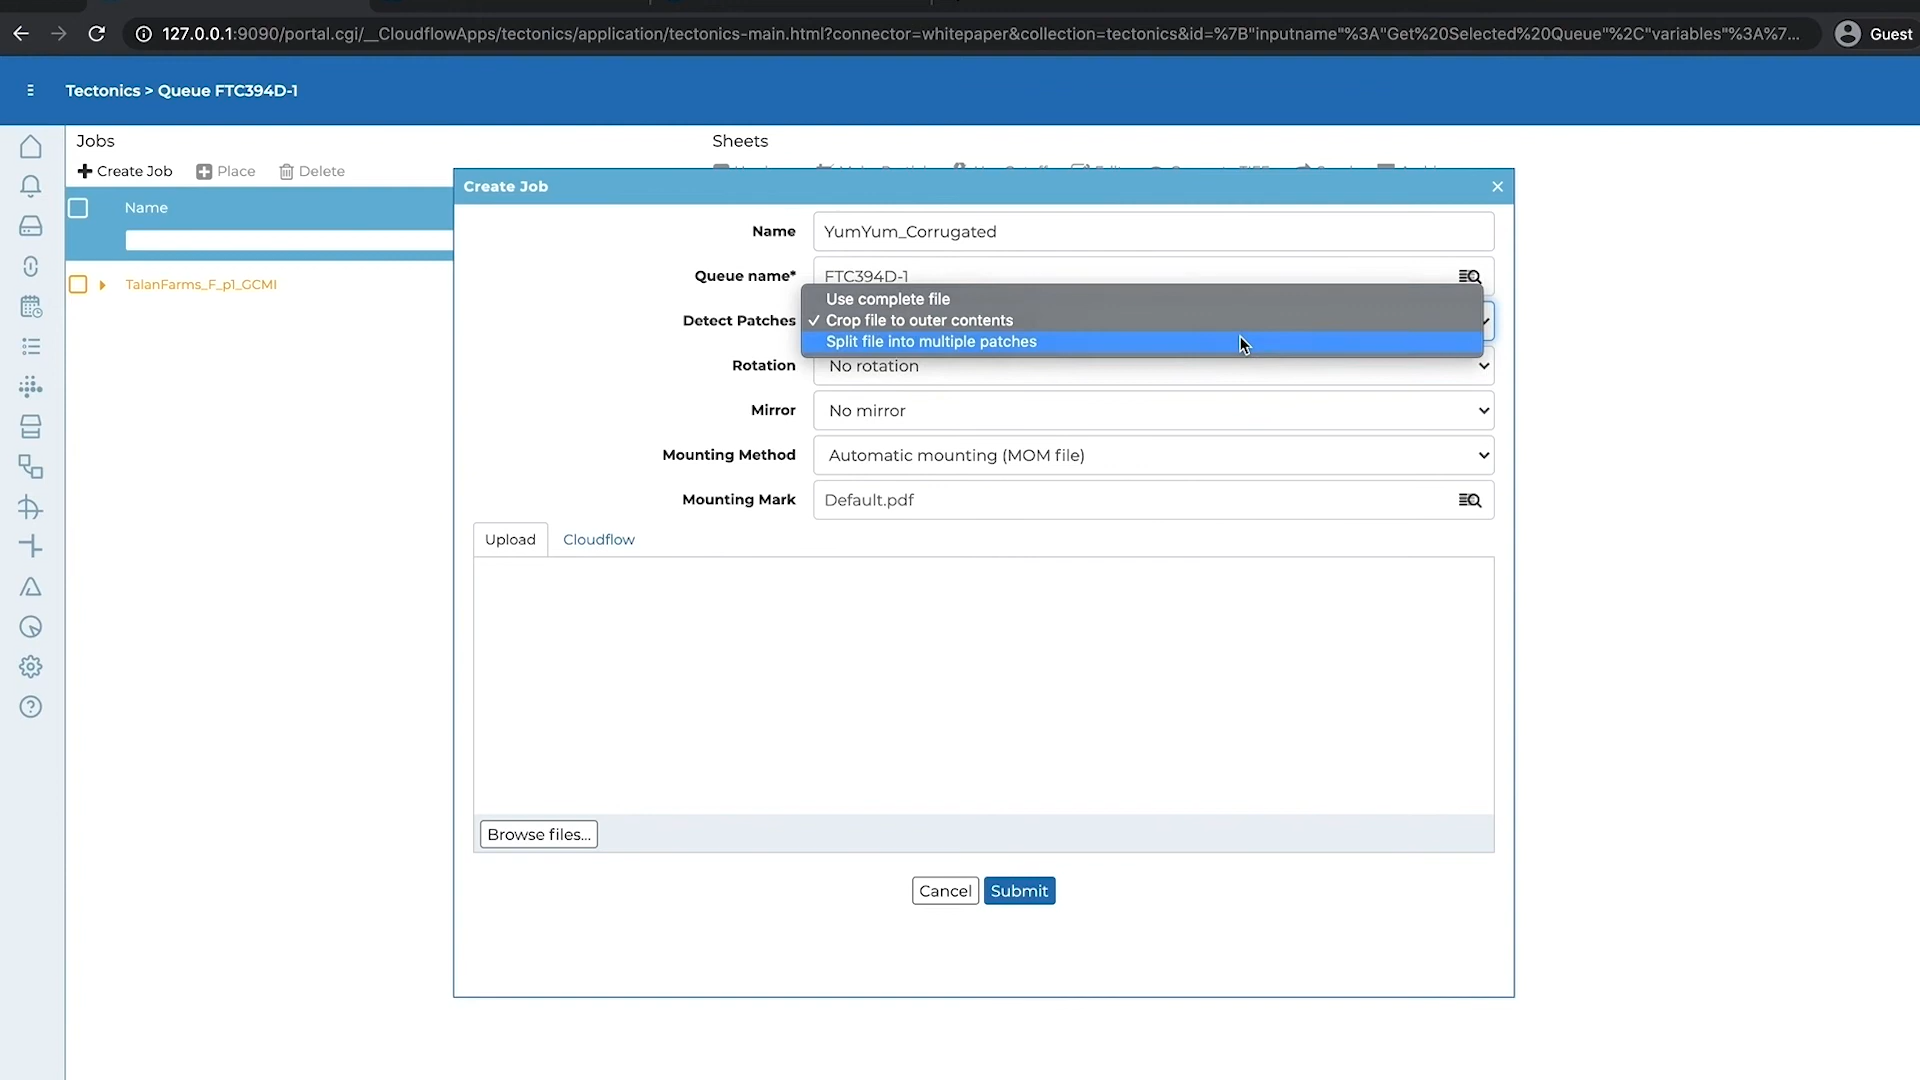 127.0.0.1:9090/portal.cgi/__CloudflowApps/tectonics/application/tectonics-main.html?connector=whitepaper&collection=tectonics&id=%7B"inputname"%3A"Get%20Selected%20Queue"%2C"variables"%3A%7...
Guest
Tectonics > Queue FTC394D-1
Jobs
Sheets
Create Job
Place
Delete
Name
TalanFarms_F_p1_GCMI
Create Job
Name
YumYum_Corrugated
Queue name*
FTC394D-1
Detect Patches
Use complete file
✓ Crop file to outer contents
Split file into multiple patches
Rotation
No rotation
Mirror
No mirror
Mounting Method
Automatic mounting (MOM file)
Mounting Mark
Default.pdf
Upload
Cloudflow
Browse files...
Cancel
Submit